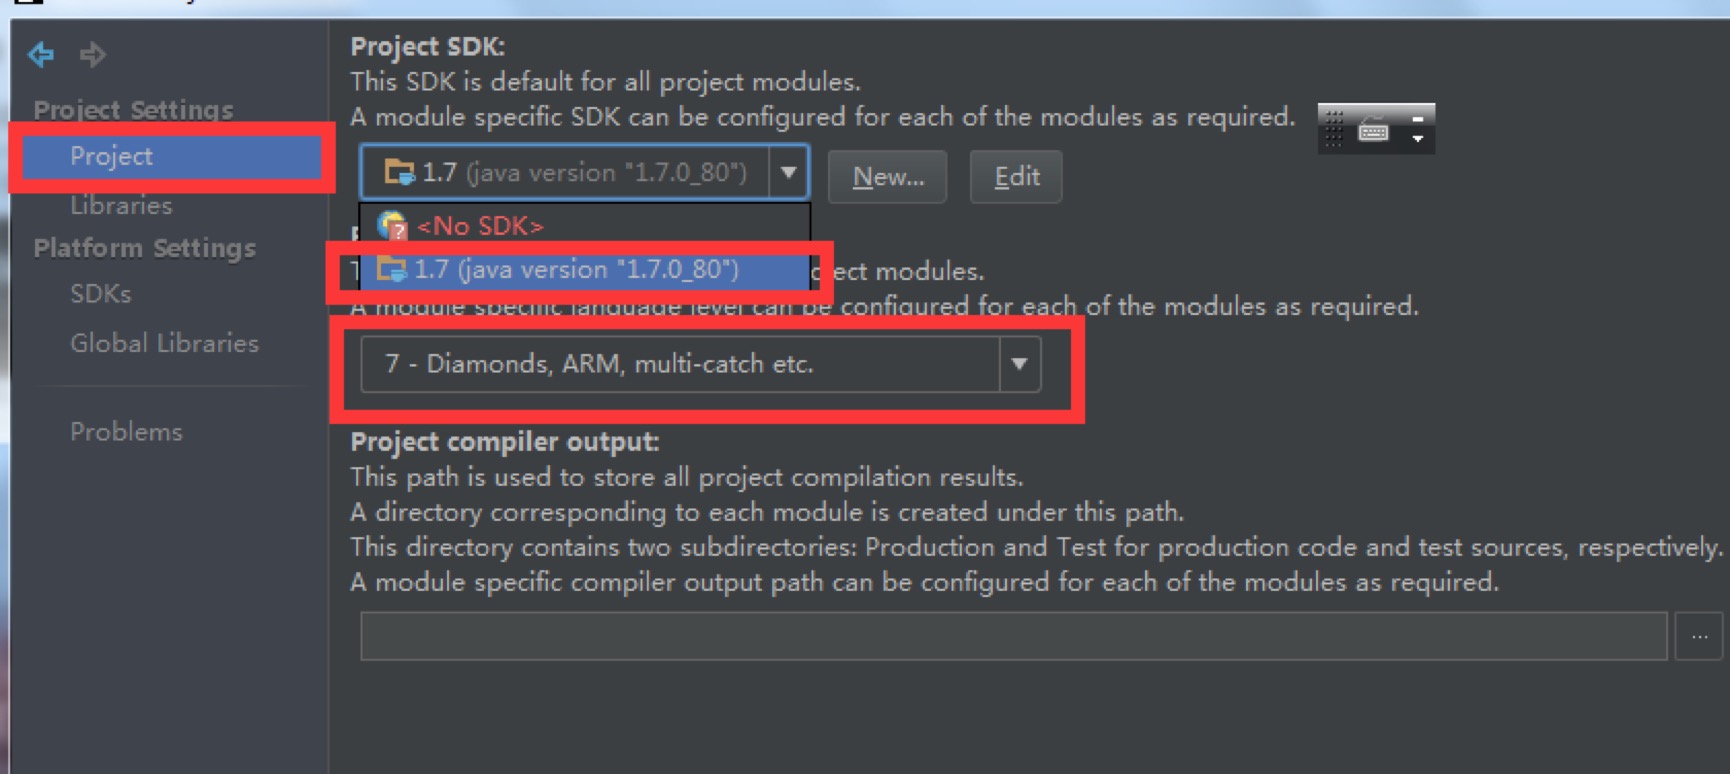 Project Settings
Project
Libraries
Platform Settings
SDKs
Global Libraries
Problems
Project SDK:
This SDK is default for all project modules.
A module specific SDK can be configured for each of the modules as required.
1.7 (java version "1.7.0_80")
New...
Edit
<No SDK>
1.7 (java version "1.7.0_80")
modules.
A module specific language level can be configured for each of the modules as required.
7 - Diamonds, ARM, multi-catch etc.
Project compiler output:
This path is used to store all project compilation results.
A directory corresponding to each module is created under this path.
This directory contains two subdirectories: Production and Test for production code and test sources, respectively.
A module specific compiler output path can be configured for each of the modules as required.
...